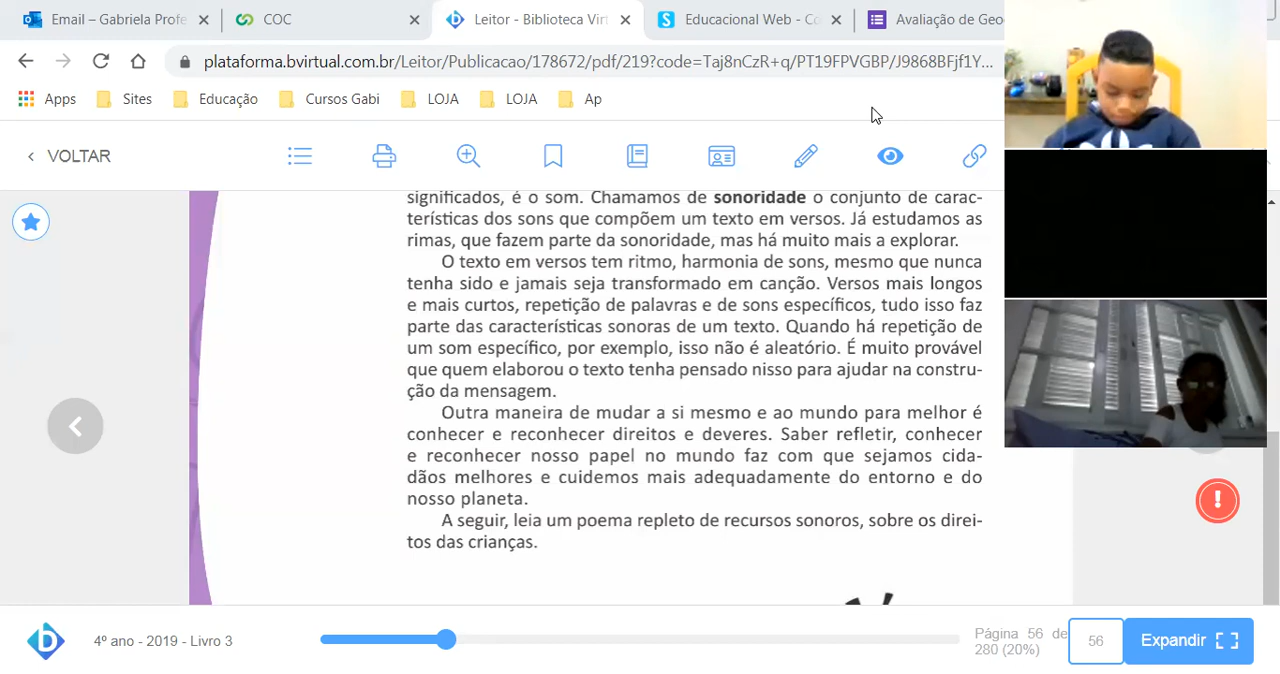 Email – Gabriela Profe
COC
Leitor - Biblioteca Virt
Educacional Web - Co
Avaliação de Geo
plataforma.bvirtual.com.br/Leitor/Publicacao/178672/pdf/219?code=Taj8nCzR+q/PT19FPVGBP/J9868BFjf1Y...
Apps Sites Educação Cursos Gabi LOJA LOJA Ap
VOLTAR
significados, é o som. Chamamos de sonoridade o conjunto de carac-
terísticas dos sons que compõem um texto em versos. Já estudamos as
rimas, que fazem parte da sonoridade, mas há muito mais a explorar.
O texto em versos tem ritmo, harmonia de sons, mesmo que nunca
tenha sido e jamais seja transformado em canção. Versos mais longos
e mais curtos, repetição de palavras e de sons específicos, tudo isso faz
parte das características sonoras de um texto. Quando há repetição de
um som específico, por exemplo, isso não é aleatório. É muito provável
que quem elaborou o texto tenha pensado nisso para ajudar na constru-
ção da mensagem.
Outra maneira de mudar a si mesmo e ao mundo para melhor é
conhecer e reconhecer direitos e deveres. Saber refletir, conhecer
e reconhecer nosso papel no mundo faz com que sejamos cida-
dãos melhores e cuidemos mais adequadamente do entorno e do
nosso planeta.
A seguir, leia um poema repleto de recursos sonoros, sobre os direi-
tos das crianças.
4º ano - 2019 - Livro 3
Página 56 de
280 (20%)
56
Expandir